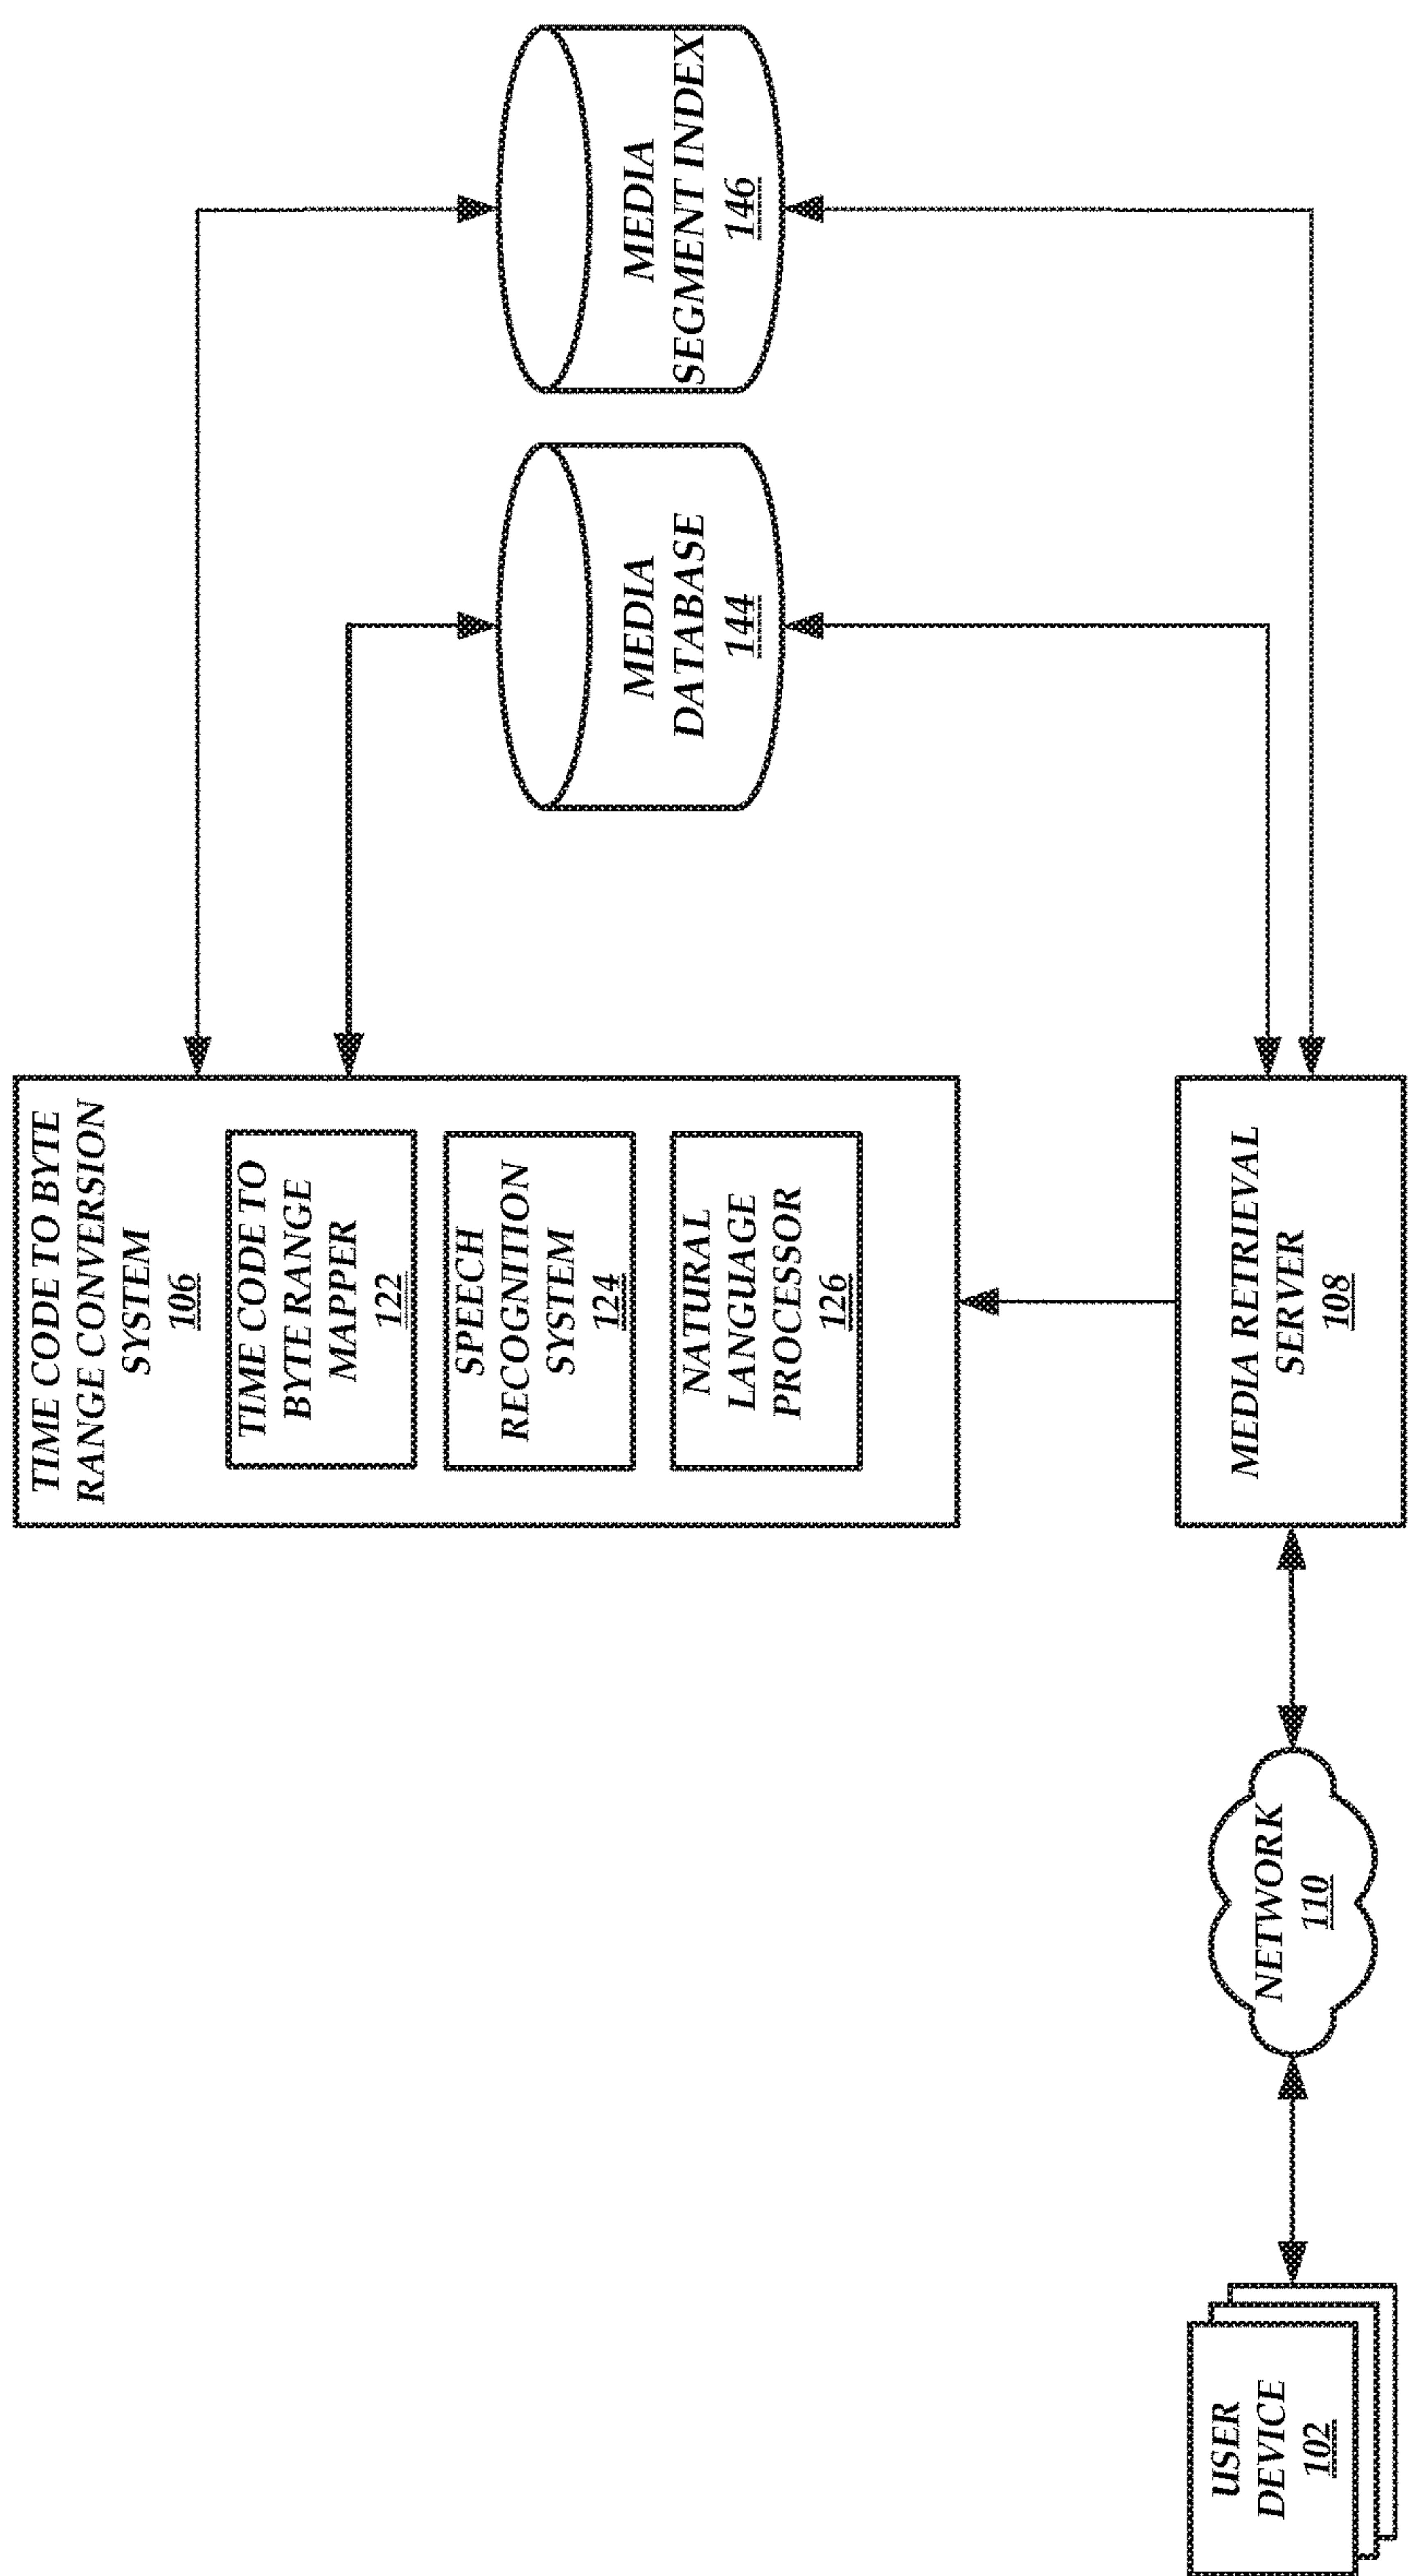 TIME CODE TO BYTE
RANGE CONVERSION
SYSTEM
106
TIME CODE TO
BYTE RANGE
MAPPER
122
SPEECH
RECOGNITION
SYSTEM
124
NATURAL
LANGUAGE
PROCESSOR
126
MEDIA
DATABASE
144
MEDIA
SEGMENT INDEX
146
USER
DEVICE
102
NETWORK
110
MEDIA RETRIEVAL
SERVER
108